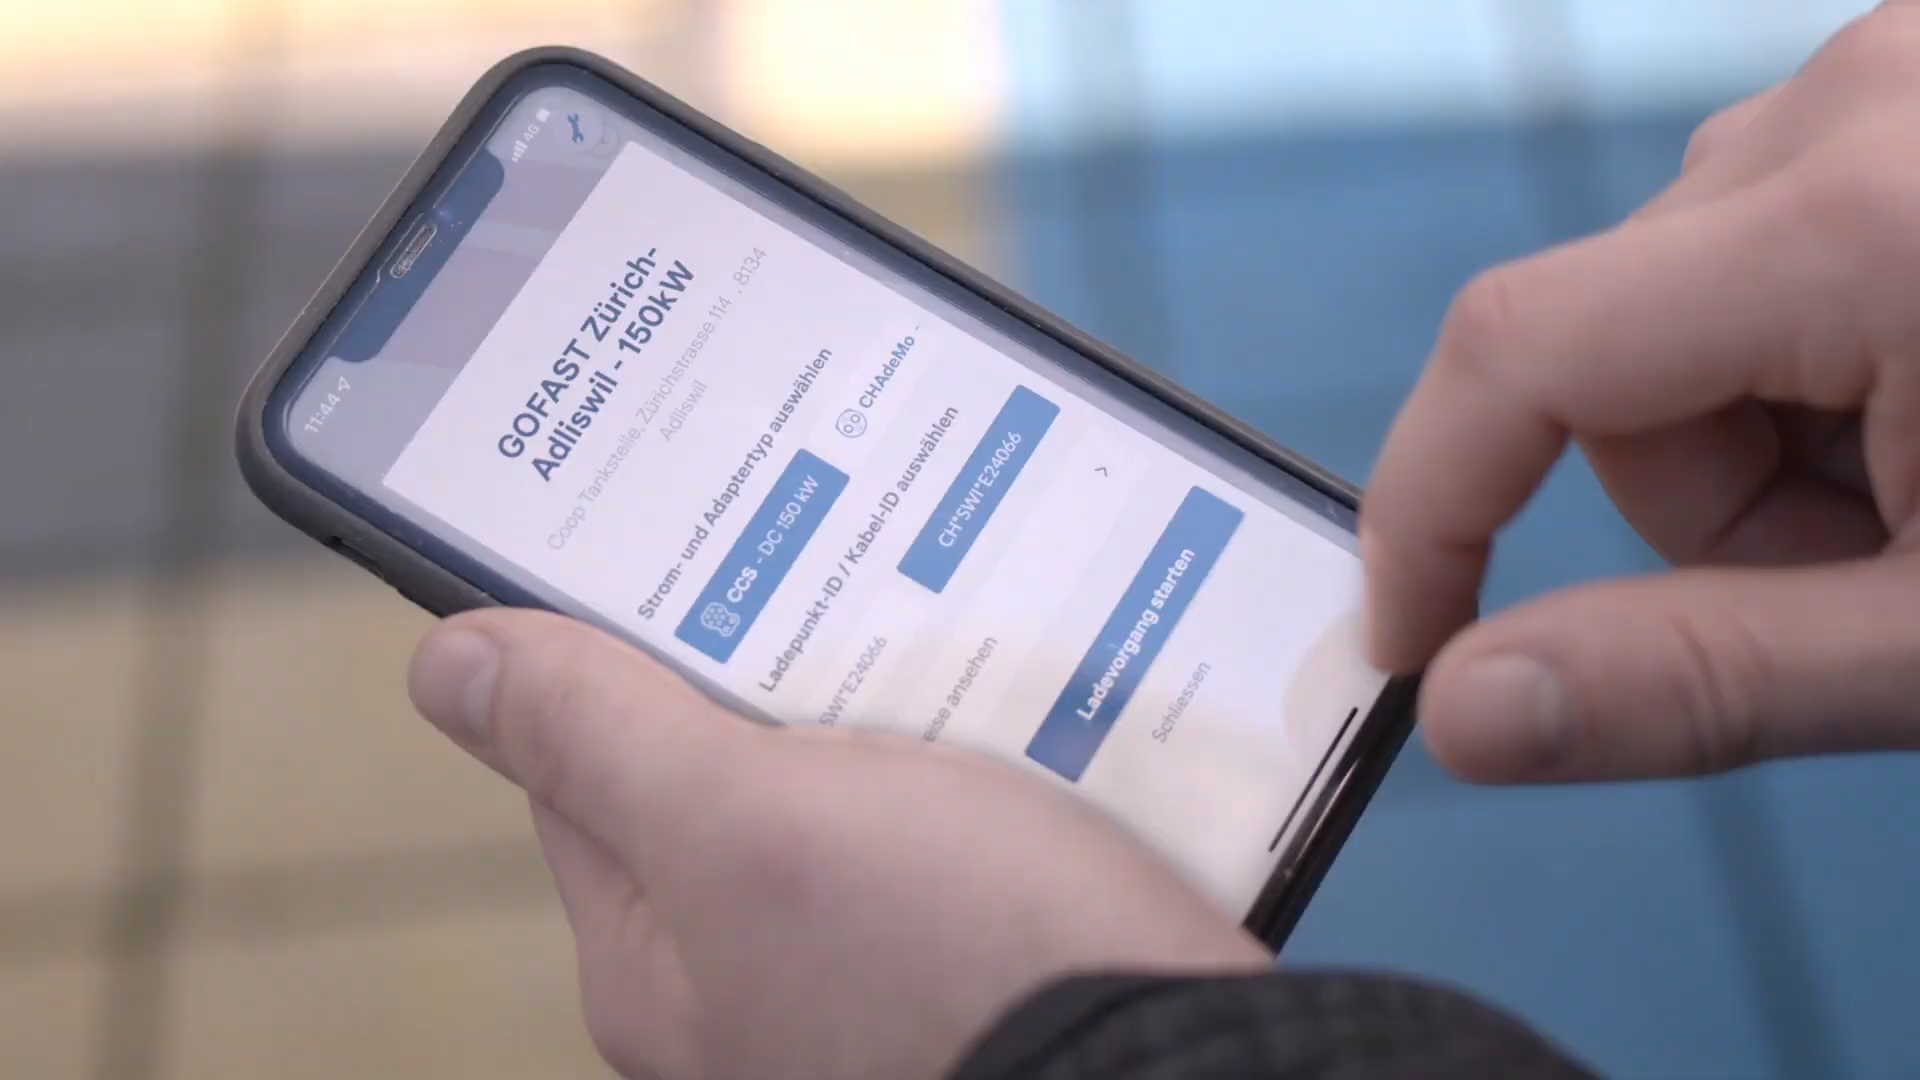 11:44
4G
GOFAST Zürich-
Adliswil - 150kW
Coop Tankstelle, Zürichstrasse 114 , 8134
Adliswil
Strom- und Adaptertyp auswählen
CCS - DC 150 kW
CHAdeMo -
Ladepunkt-ID / Kabel-ID auswählen
CH*SWI*E24066
SWI*E24066
ansehen
Ladevorgang starten
Schliessen